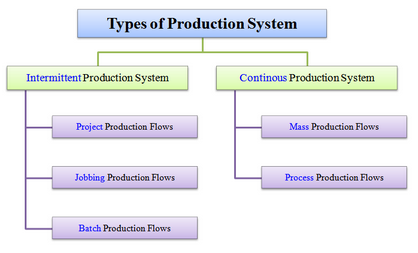 Types of Production System
Intermittent Production System
Continous Production System
Project Production Flows
Mass Production Flows
Jobbing Production Flows
Process Production Flows
Batch Production Flows